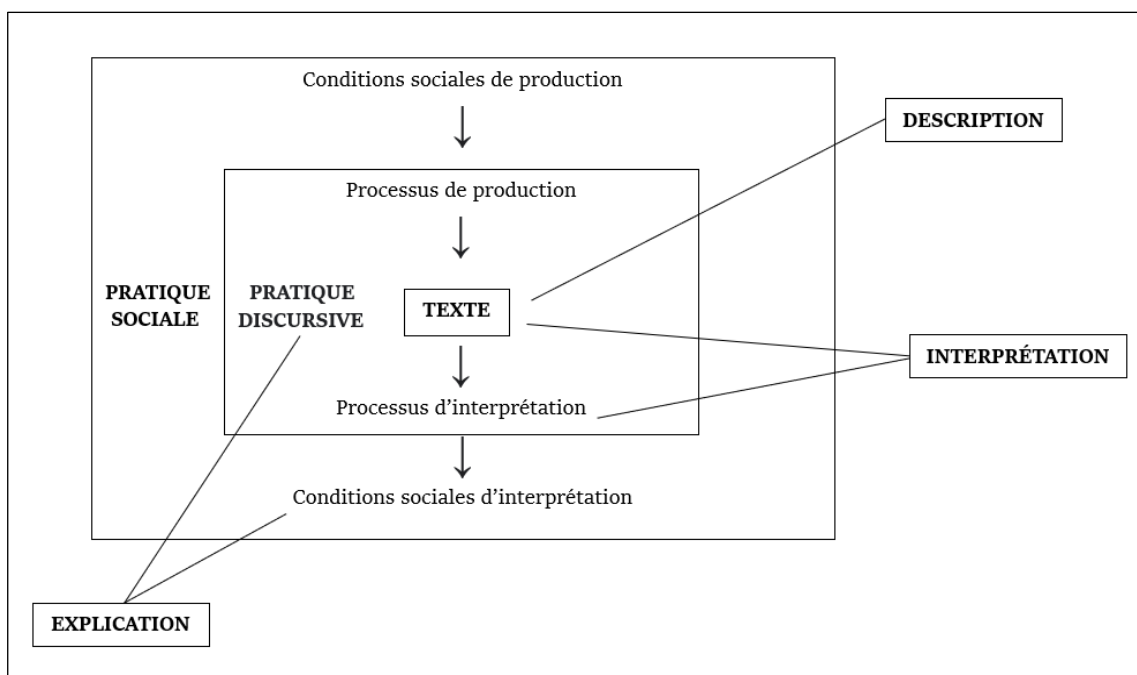 Conditions sociales de production
DESCRIPTION
Processus de production
PRATIQUE
SOCIALE
PRATIQUE
DISCURSIVE
TEXTE
INTERPRÉTATION
Processus d’interprétation
Conditions sociales d’interprétation
EXPLICATION